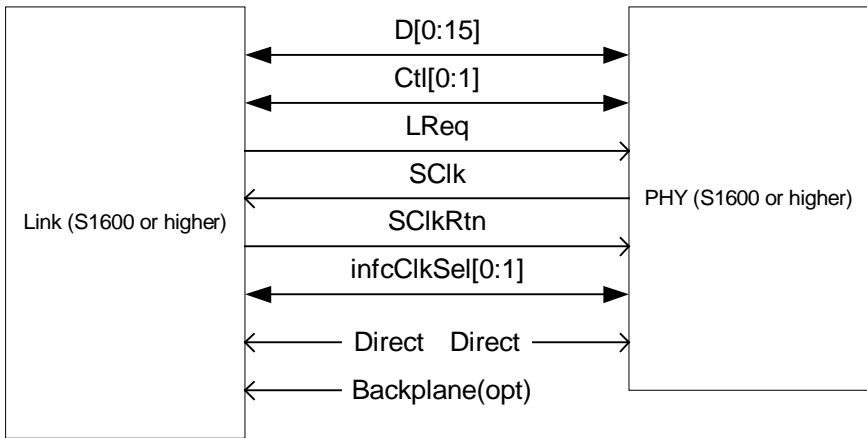 D[0:15]
Ctl[0:1]
LReq
SClk
Link (S1600 or higher)
PHY (S1600 or higher)
SClkRtn
infcClkSel[0:1]
Direct Direct
Backplane(opt)